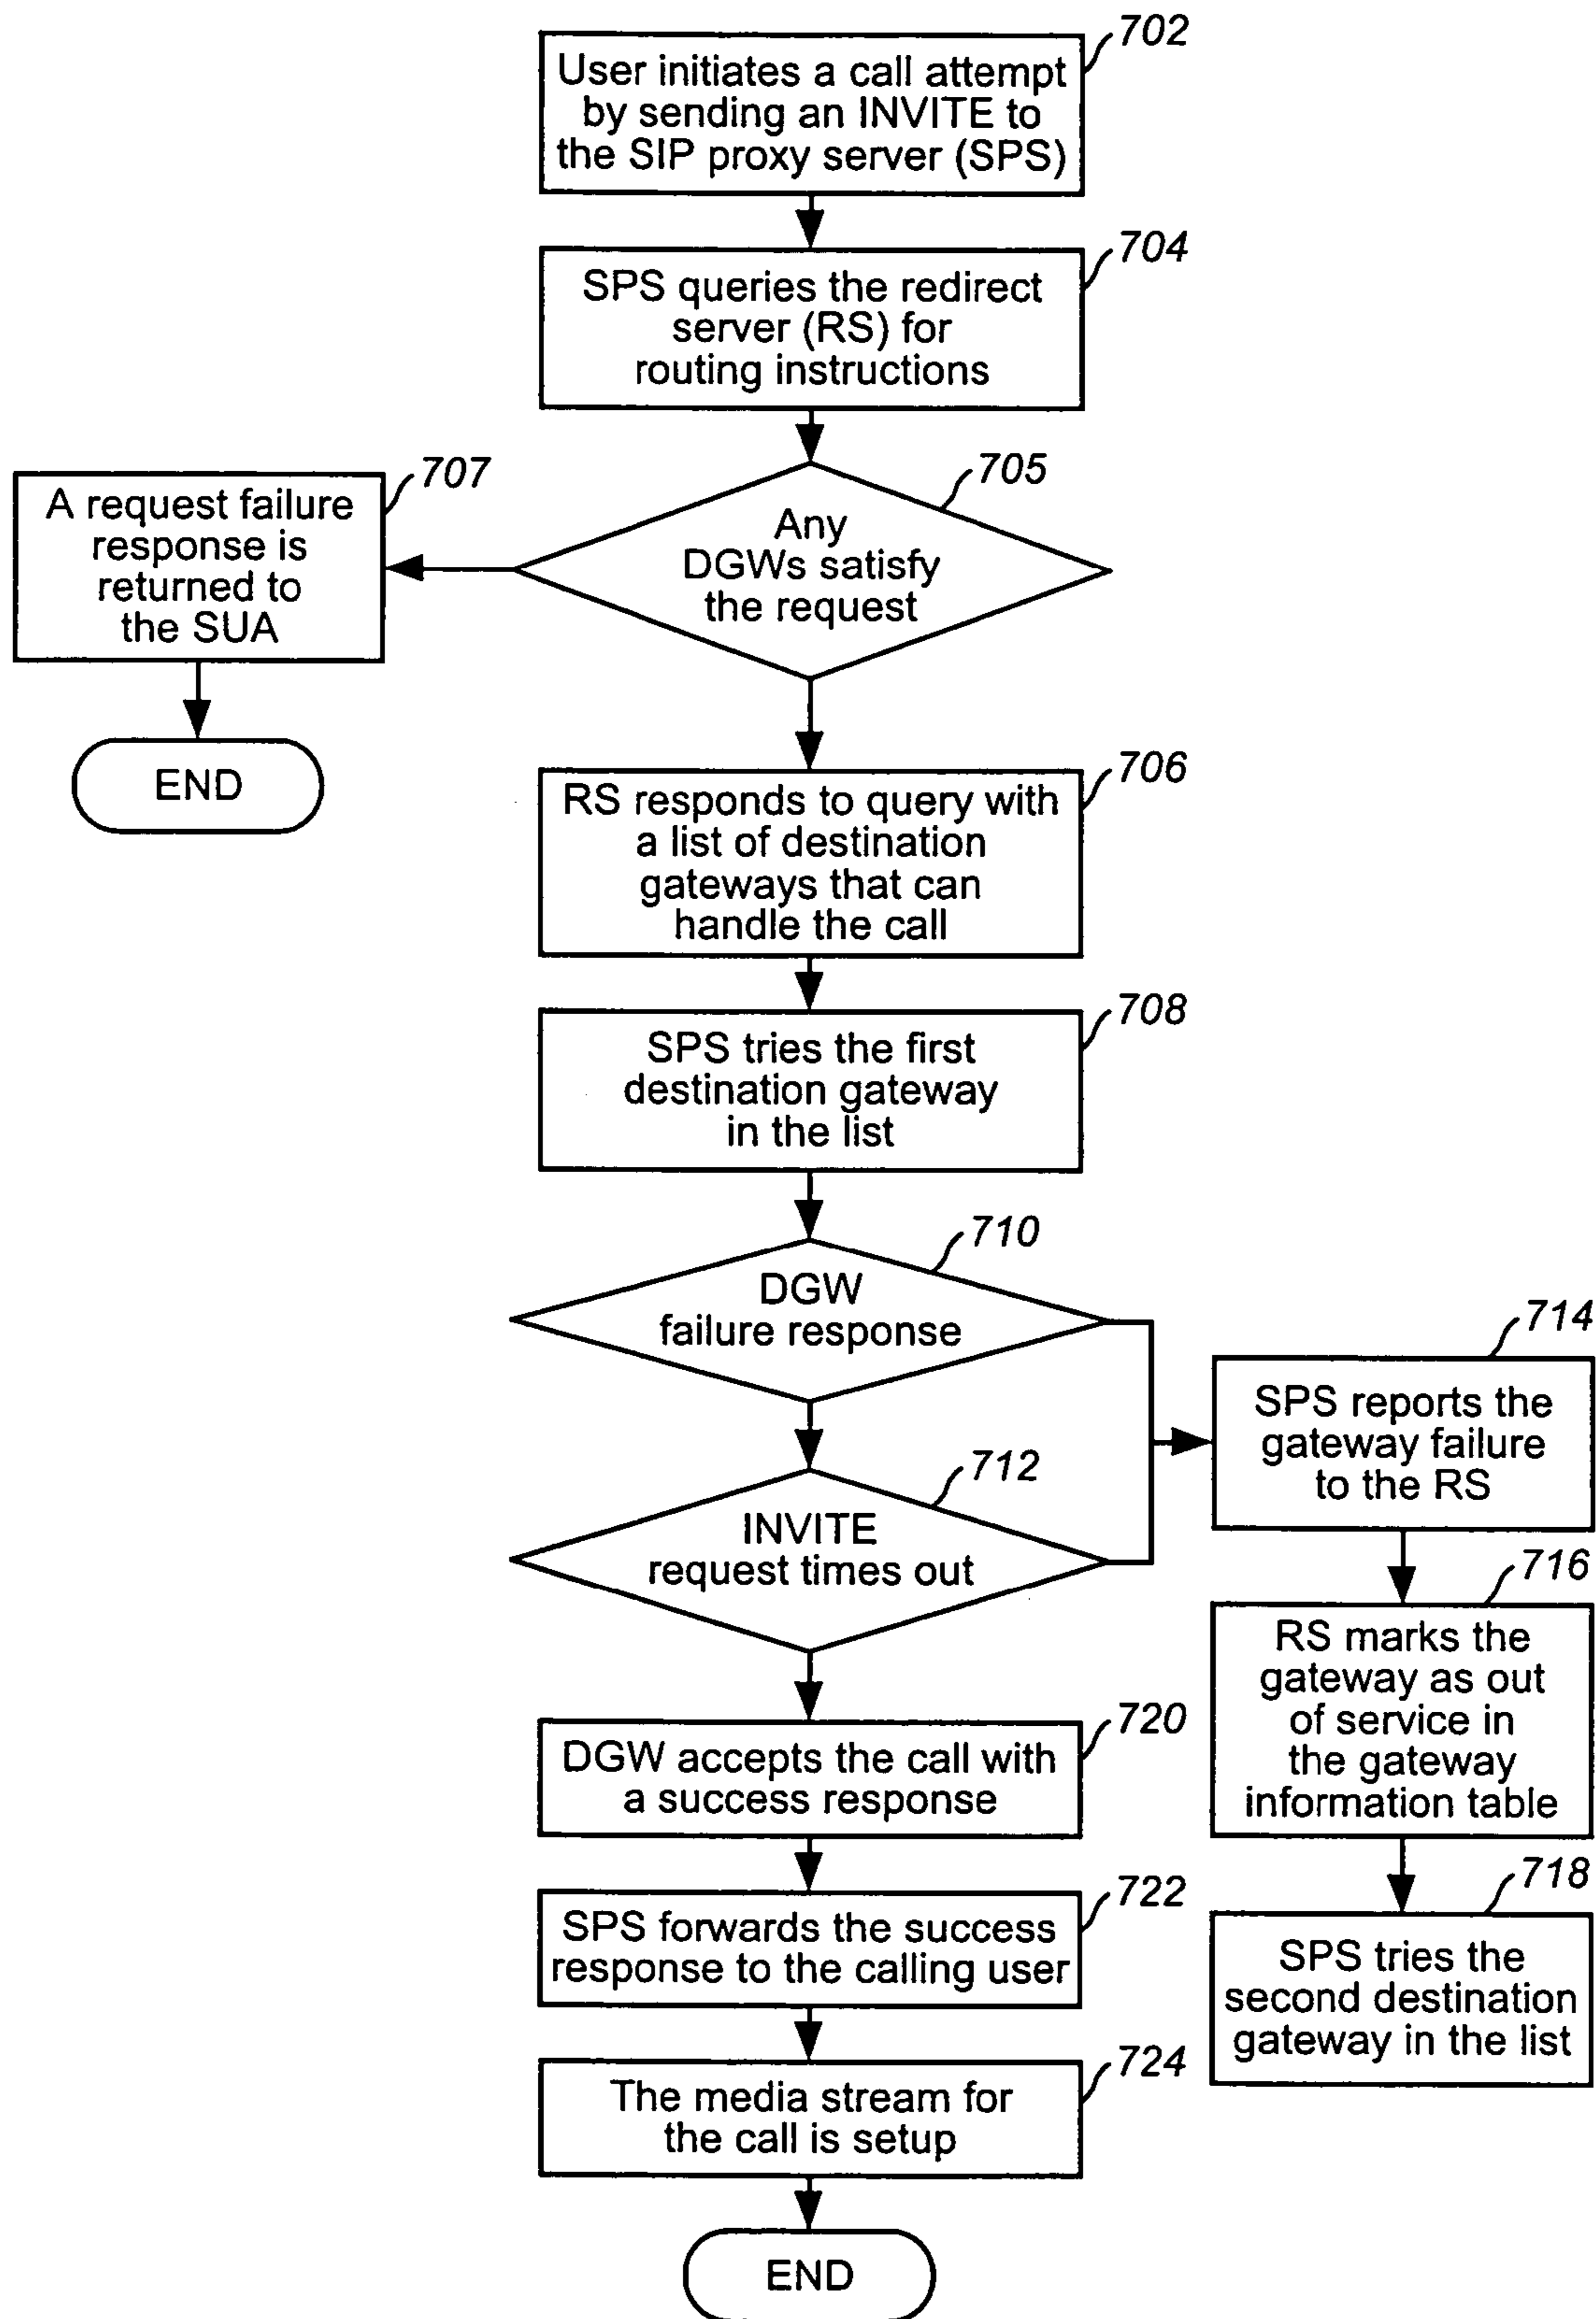 702
User initiates a call attempt
by sending an INVITE to
the SIP proxy server (SPS)
704
SPS queries the redirect
server (RS) for
routing instructions
705
Any
DGWs satisfy
the request
707
A request failure
response is
returned to
the SUA
END
706
RS responds to query with
a list of destination
gateways that can
handle the call
708
SPS tries the first
destination gateway
in the list
710
DGW
failure response
712
INVITE
request times out
714
SPS reports the
gateway failure
to the RS
716
RS marks the
gateway as out
of service in
the gateway
information table
718
SPS tries the
second destination
gateway in the list
720
DGW accepts the call with
a success response
722
SPS forwards the success
response to the calling user
724
The media stream for
the call is setup
END